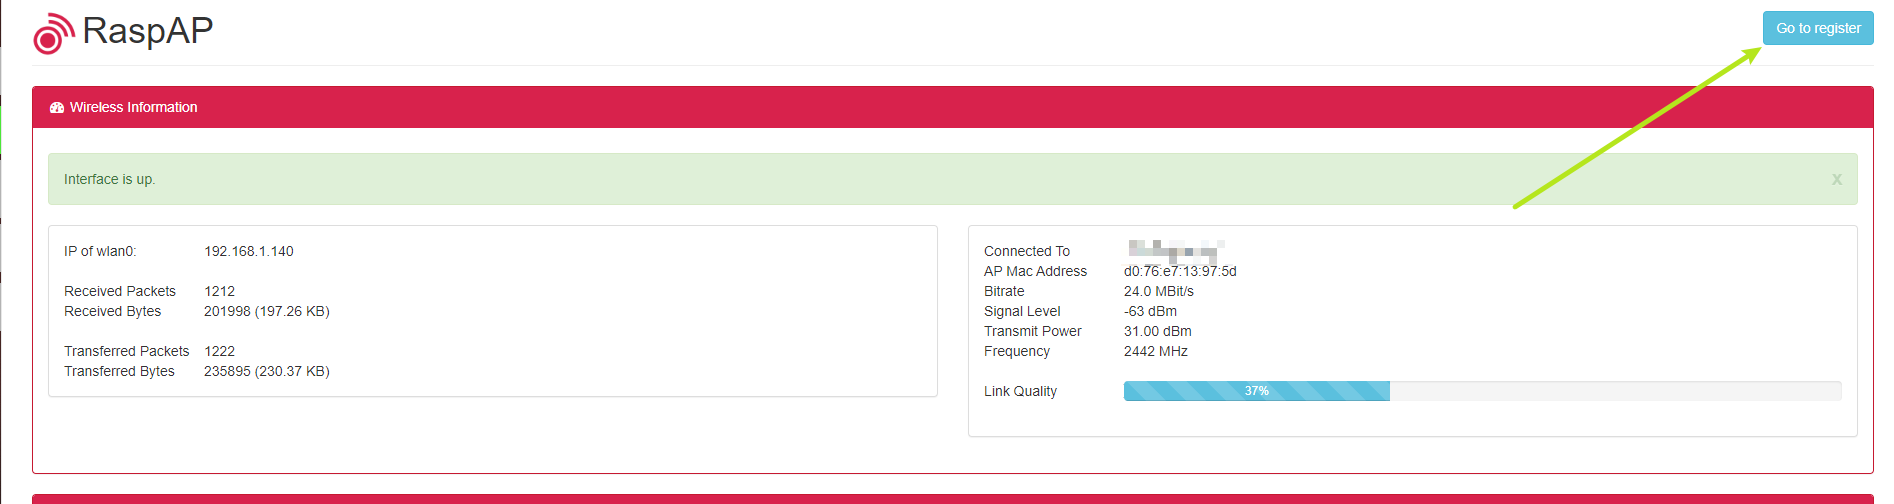 RaspAP
Go to register
Wireless Information
Interface is up.
x
IP of wlan0: 192.168.1.140
Received Packets 1212
Received Bytes 201998 (197.26 KB)
Transferred Packets 1222
Transferred Bytes 235895 (230.37 KB)
Connected To
AP Mac Address d0:76:e7:13:97:5d
Bitrate 24.0 MBit/s
Signal Level -63 dBm
Transmit Power 31.00 dBm
Frequency 2442 MHz
Link Quality 37%